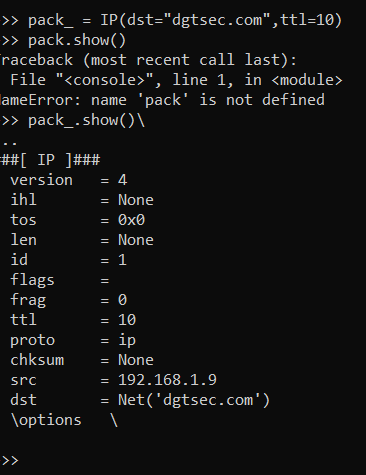 >> pack_ = IP(dst="dgtsec.com",ttl=10)
>> pack.show()
Traceback (most recent call last):
File "<console>", line 1, in <module>
NameError: name 'pack' is not defined
>> pack_.show()\
..
##[ IP ]###
version = 4
ihl = None
tos = 0x0
len = None
id = 1
flags =
frag = 0
ttl = 10
proto = ip
chksum = None
src = 192.168.1.9
dst = Net('dgtsec.com')
\options \
>>